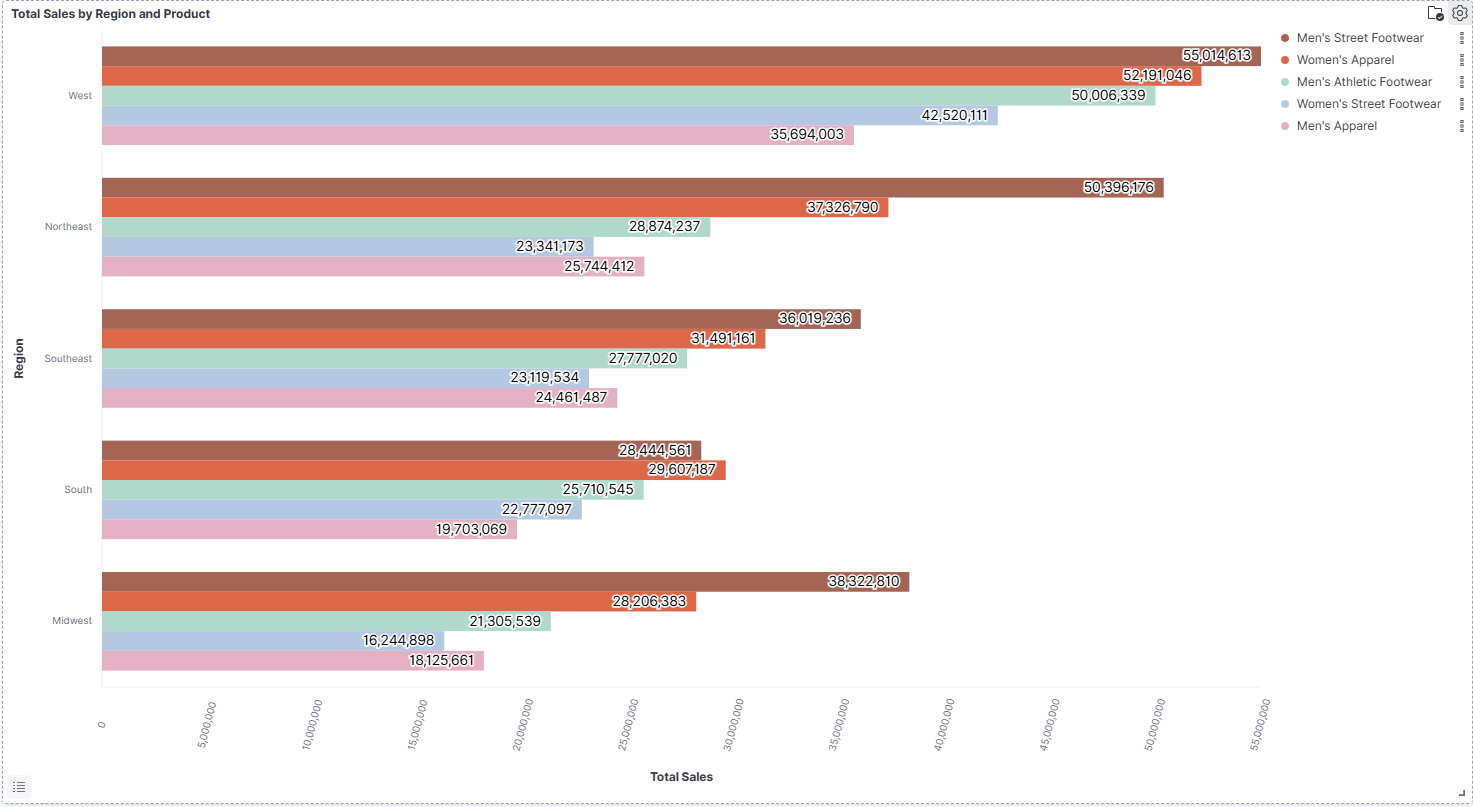 Total Sales by Region and Product
Men's Street Footwear
Women's Apparel
Men's Athletic Footwear
Women's Street Footwear
Men's Apparel
Region
West
55,014,613
52,191,046
50,006,339
42,520,111
35,694,003
Northeast
50,396,176
37,326,790
28,874,237
23,341,173
25,744,412
Southeast
36,019,236
31,491,161
27,777,020
23,119,534
24,461,487
South
28,444,561
29,607,187
25,710,545
22,777,097
19,703,069
Midwest
38,322,810
28,206,383
21,305,539
16,244,898
18,125,661
0
5,000,000
10,000,000
15,000,000
20,000,000
25,000,000
30,000,000
35,000,000
40,000,000
45,000,000
50,000,000
55,000,000
Total Sales